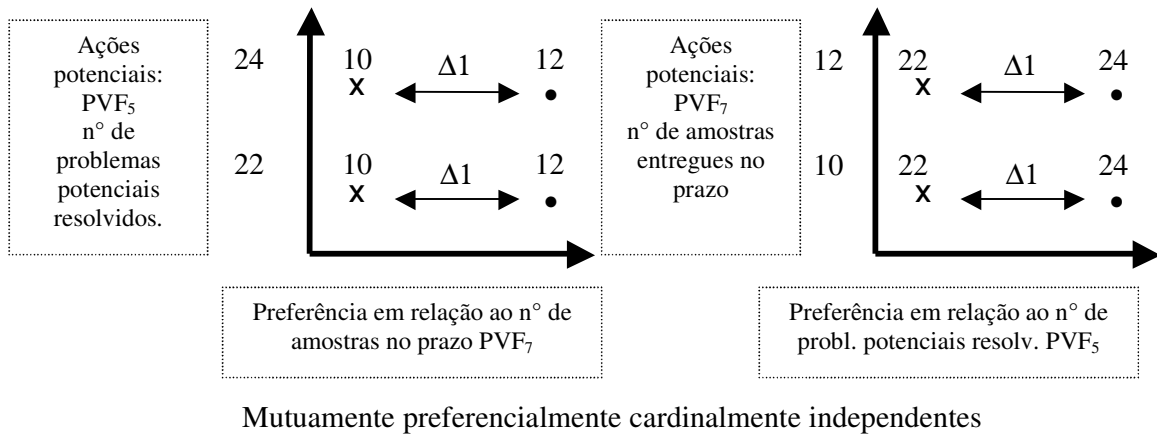 Ações
potenciais:
PVF5
n° de
problemas
potenciais
resolvidos.
24
10
Δ1
12
x
•
22
10
Δ1
12
x
•
Preferência em relação ao n° de
amostras no prazo PVF7
Ações
potenciais:
PVF7
n° de amostras
entregues no
prazo
12
22
Δ1
24
x
•
10
22
Δ1
24
x
•
Preferência em relação ao n° de
probl. potenciais resolv. PVF5
Mutuamente preferencialmente cardinalmente independentes